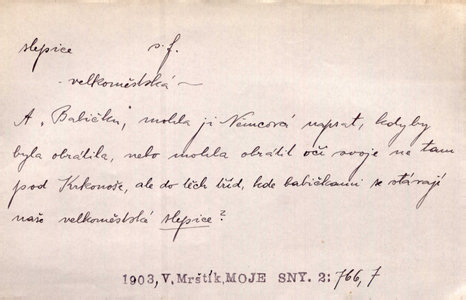 slepice s. f.
- velkoměstská ~
A „Babičku", mohla ji Němcová napsat, kdyby
byla obrátila, nebo mohla obrátit oči svoje ne tam
pod Krkonoše, ale do těch tříd, kde babičkami se stávají
naše velkoměstská slepice?
1903, V. Mrštík, MOJE SNY. 2: 766, 7